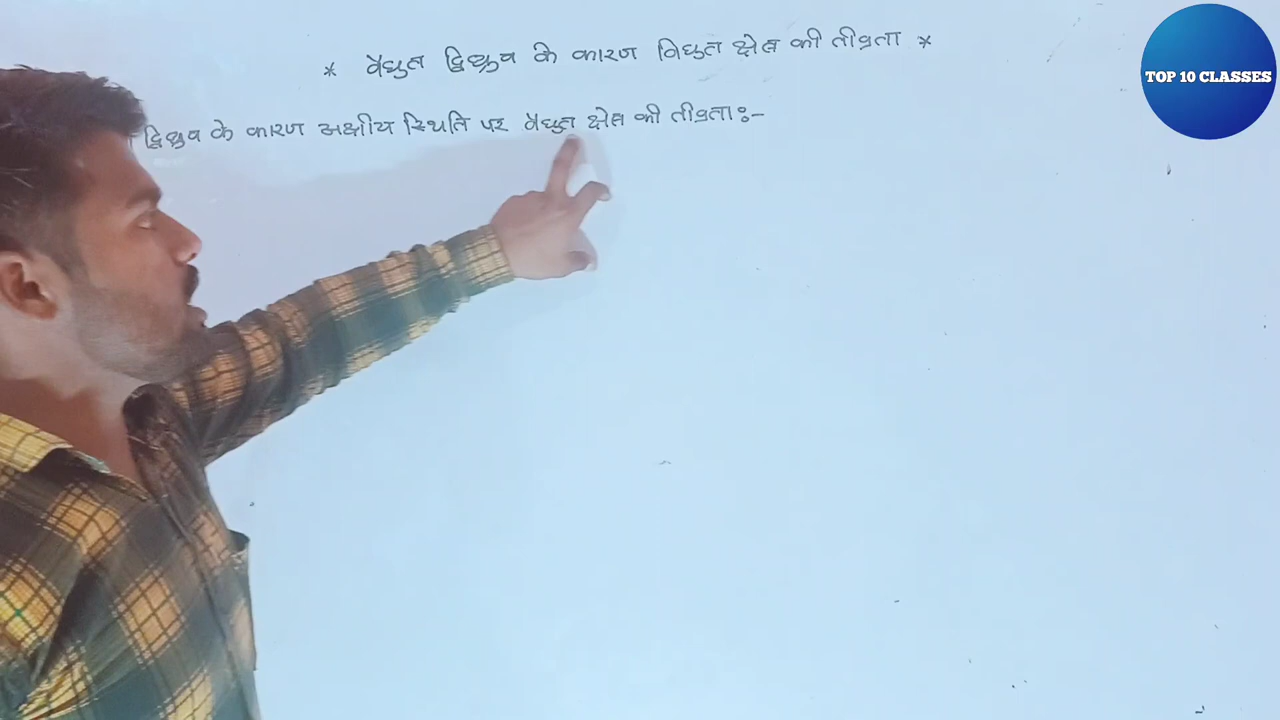 * वैद्युत द्विध्रुव के कारण विद्युत क्षेत्र की तीव्रता *
द्विध्रुव के कारण अक्षीय स्थिति पर वैद्युत क्षेत्र की तीव्रता:-
TOP 10 CLASSES